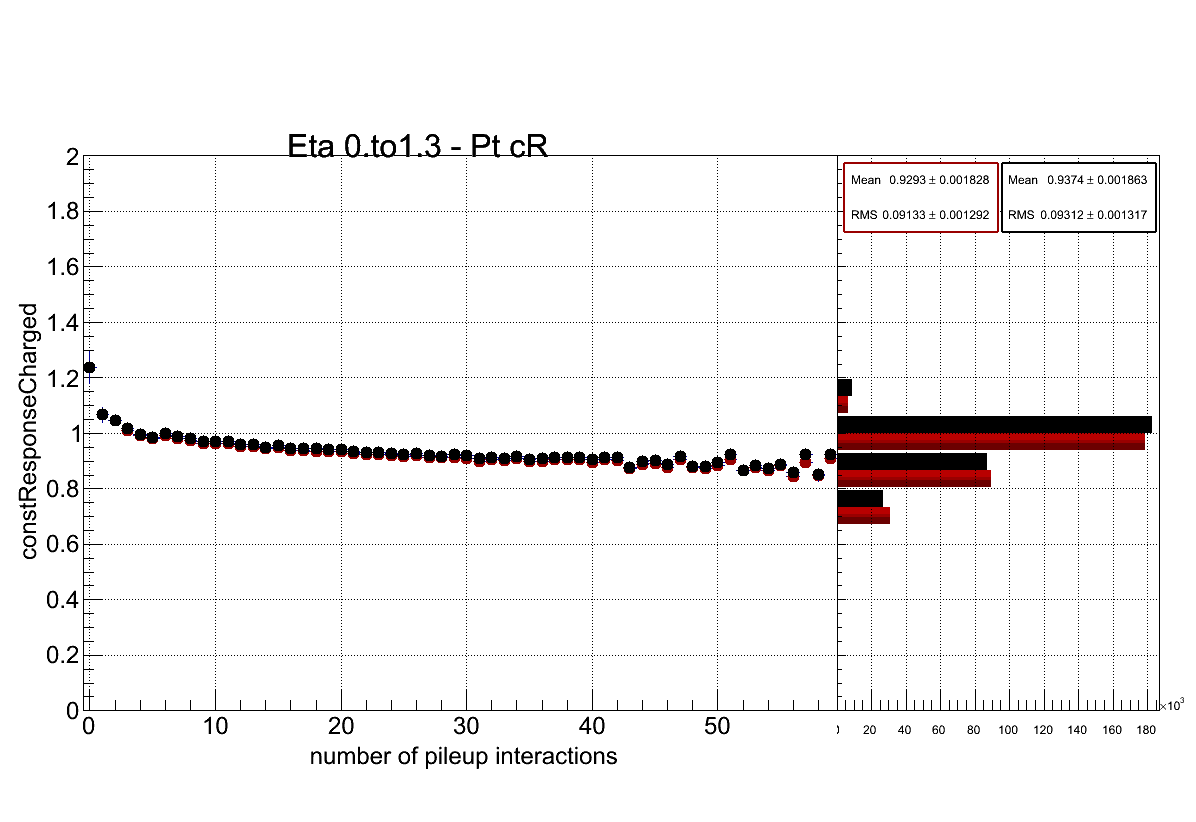 Eta 0.to1.3 - Pt cR
constResponseCharged
2
1.8
1.6
1.4
1.2
1
0.8
0.6
0.4
0.2
0
0 10 20 30 40 50
number of pileup interactions
Mean 0.9293 ± 0.001828
RMS 0.09133 ± 0.001292
Mean 0.9374 ± 0.001863
RMS 0.09312 ± 0.001317
20 40 60 80 100 120 140 160 180
×10³